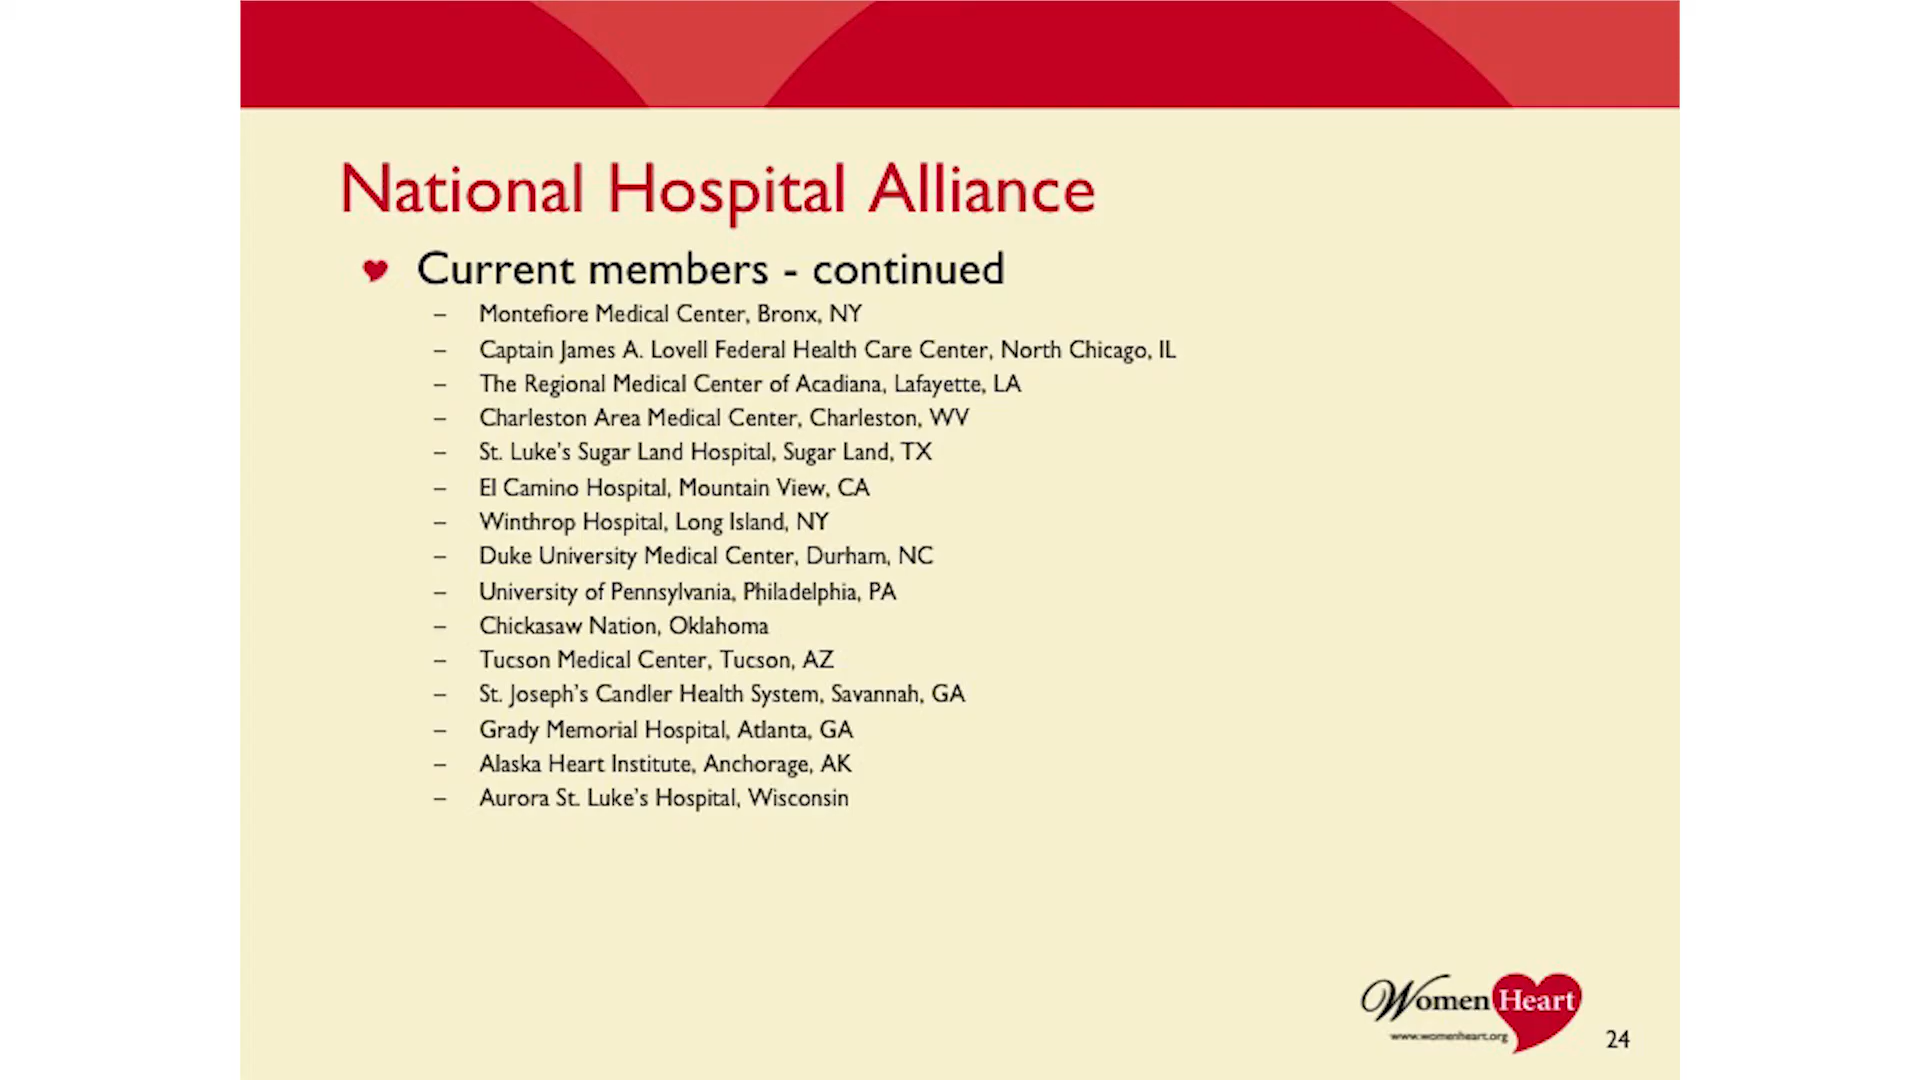 National Hospital Alliance
Current members - continued
– Montefiore Medical Center, Bronx, NY
– Captain James A. Lovell Federal Health Care Center, North Chicago, IL
– The Regional Medical Center of Acadiana, Lafayette, LA
– Charleston Area Medical Center, Charleston, WV
– St. Luke's Sugar Land Hospital, Sugar Land, TX
– El Camino Hospital, Mountain View, CA
– Winthrop Hospital, Long Island, NY
– Duke University Medical Center, Durham, NC
– University of Pennsylvania, Philadelphia, PA
– Chickasaw Nation, Oklahoma
– Tucson Medical Center, Tucson, AZ
– St. Joseph's Candler Health System, Savannah, GA
– Grady Memorial Hospital, Atlanta, GA
– Alaska Heart Institute, Anchorage, AK
– Aurora St. Luke's Hospital, Wisconsin
WomenHeart
www.womenheart.org
24